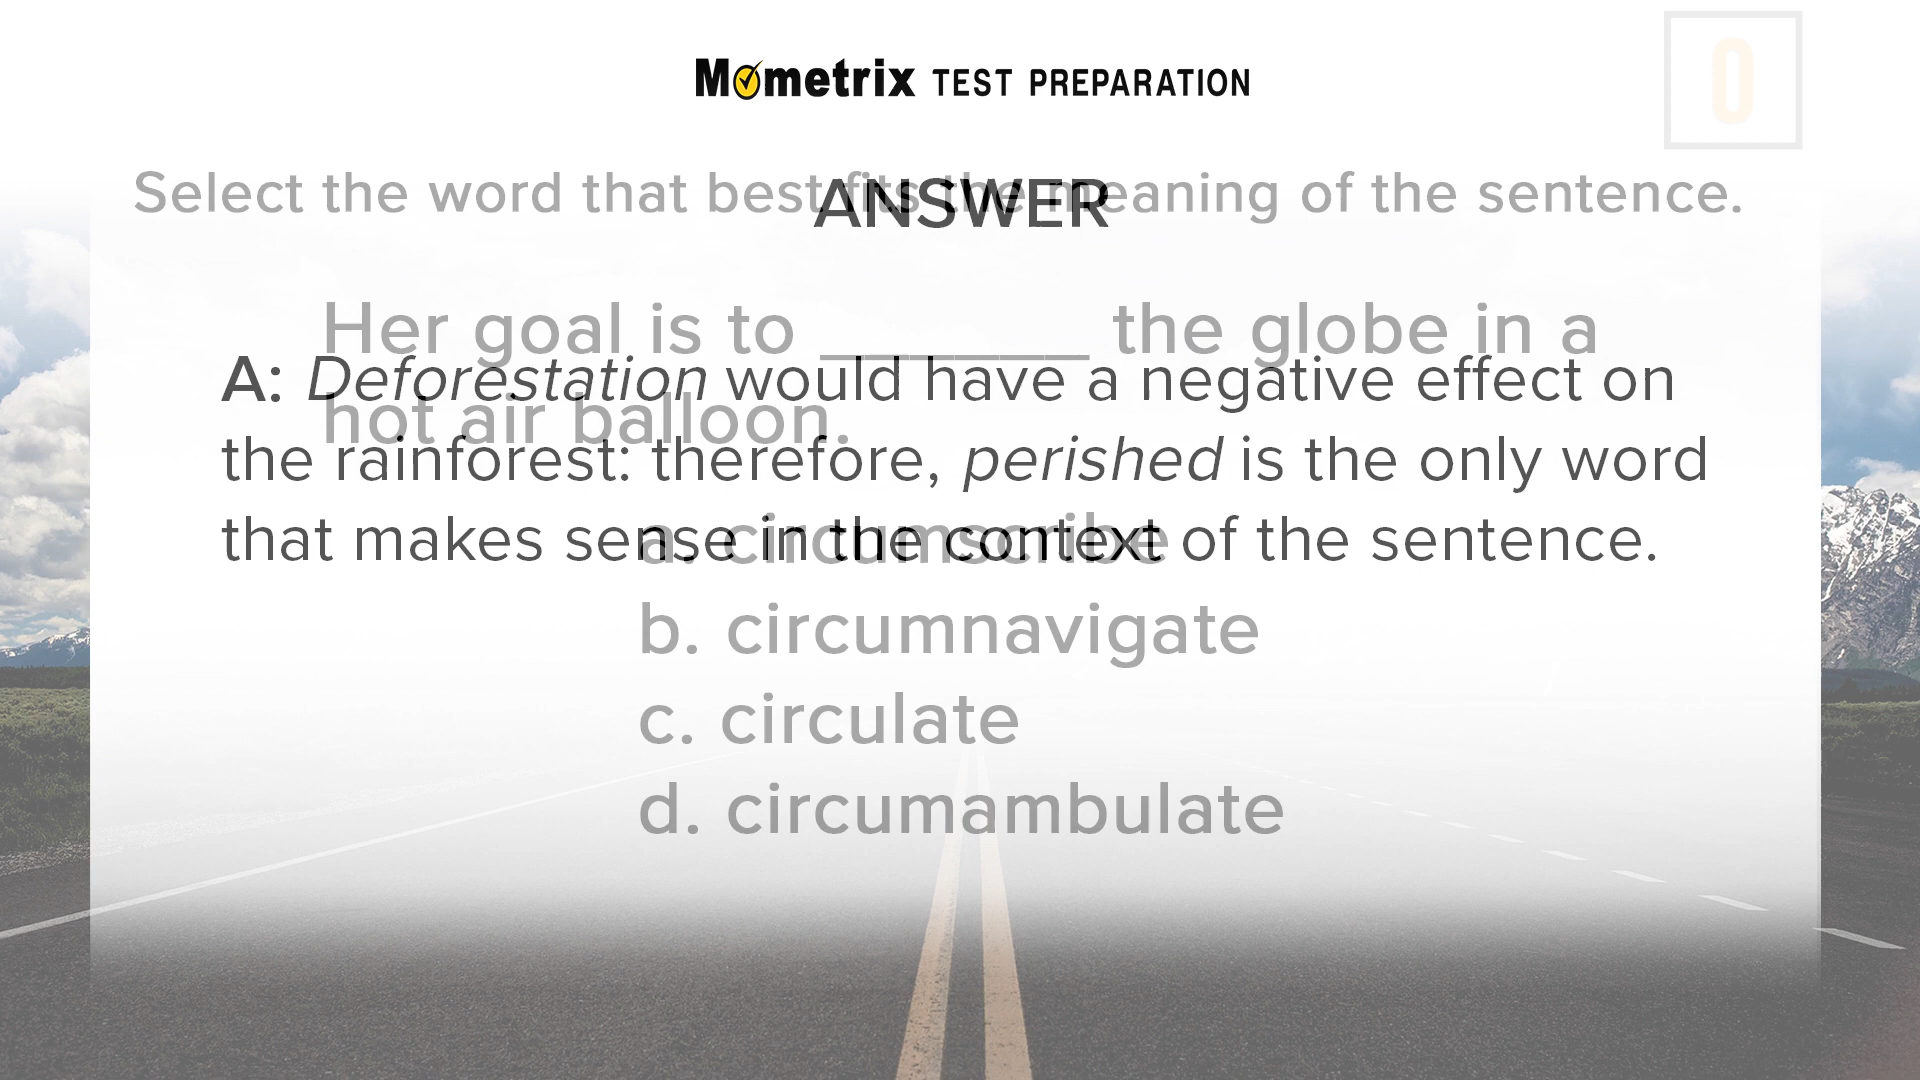 Mometrix TEST PREPARATION
0
Select the word that best fits the meaning of the sentence.
ANSWER
Her goal is to ______ the globe in a
hot air balloon.
A: Deforestation would have a negative effect on
the rainforest: therefore, perished is the only word
that makes sense in the context of the sentence.
a. circumscribe
b. circumnavigate
c. circulate
d. circumambulate